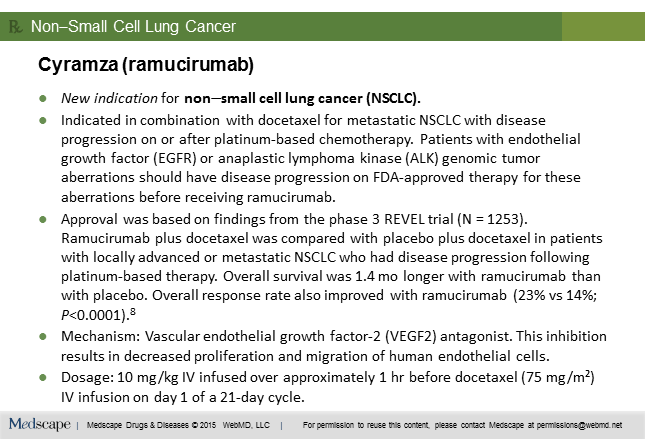 Non–Small Cell Lung Cancer
Cyramza (ramucirumab)
● New indication for non–small cell lung cancer (NSCLC).
● Indicated in combination with docetaxel for metastatic NSCLC with disease
progression on or after platinum-based chemotherapy. Patients with endothelial
growth factor (EGFR) or anaplastic lymphoma kinase (ALK) genomic tumor
aberrations should have disease progression on FDA-approved therapy for these
aberrations before receiving ramucirumab.
● Approval was based on findings from the phase 3 REVEL trial (N = 1253).
Ramucirumab plus docetaxel was compared with placebo plus docetaxel in patients
with locally advanced or metastatic NSCLC who had disease progression following
platinum-based therapy. Overall survival was 1.4 mo longer with ramucirumab than
with placebo. Overall response rate also improved with ramucirumab (23% vs 14%;
P<0.0001).⁸
● Mechanism: Vascular endothelial growth factor-2 (VEGF2) antagonist. This inhibition
results in decreased proliferation and migration of human endothelial cells.
● Dosage: 10 mg/kg IV infused over approximately 1 hr before docetaxel (75 mg/m²)
IV infusion on day 1 of a 21-day cycle.
Medscape | Medscape Drugs & Diseases © 2015 WebMD, LLC | For permission to reuse this content, please contact Medscape at permissions@webmd.net